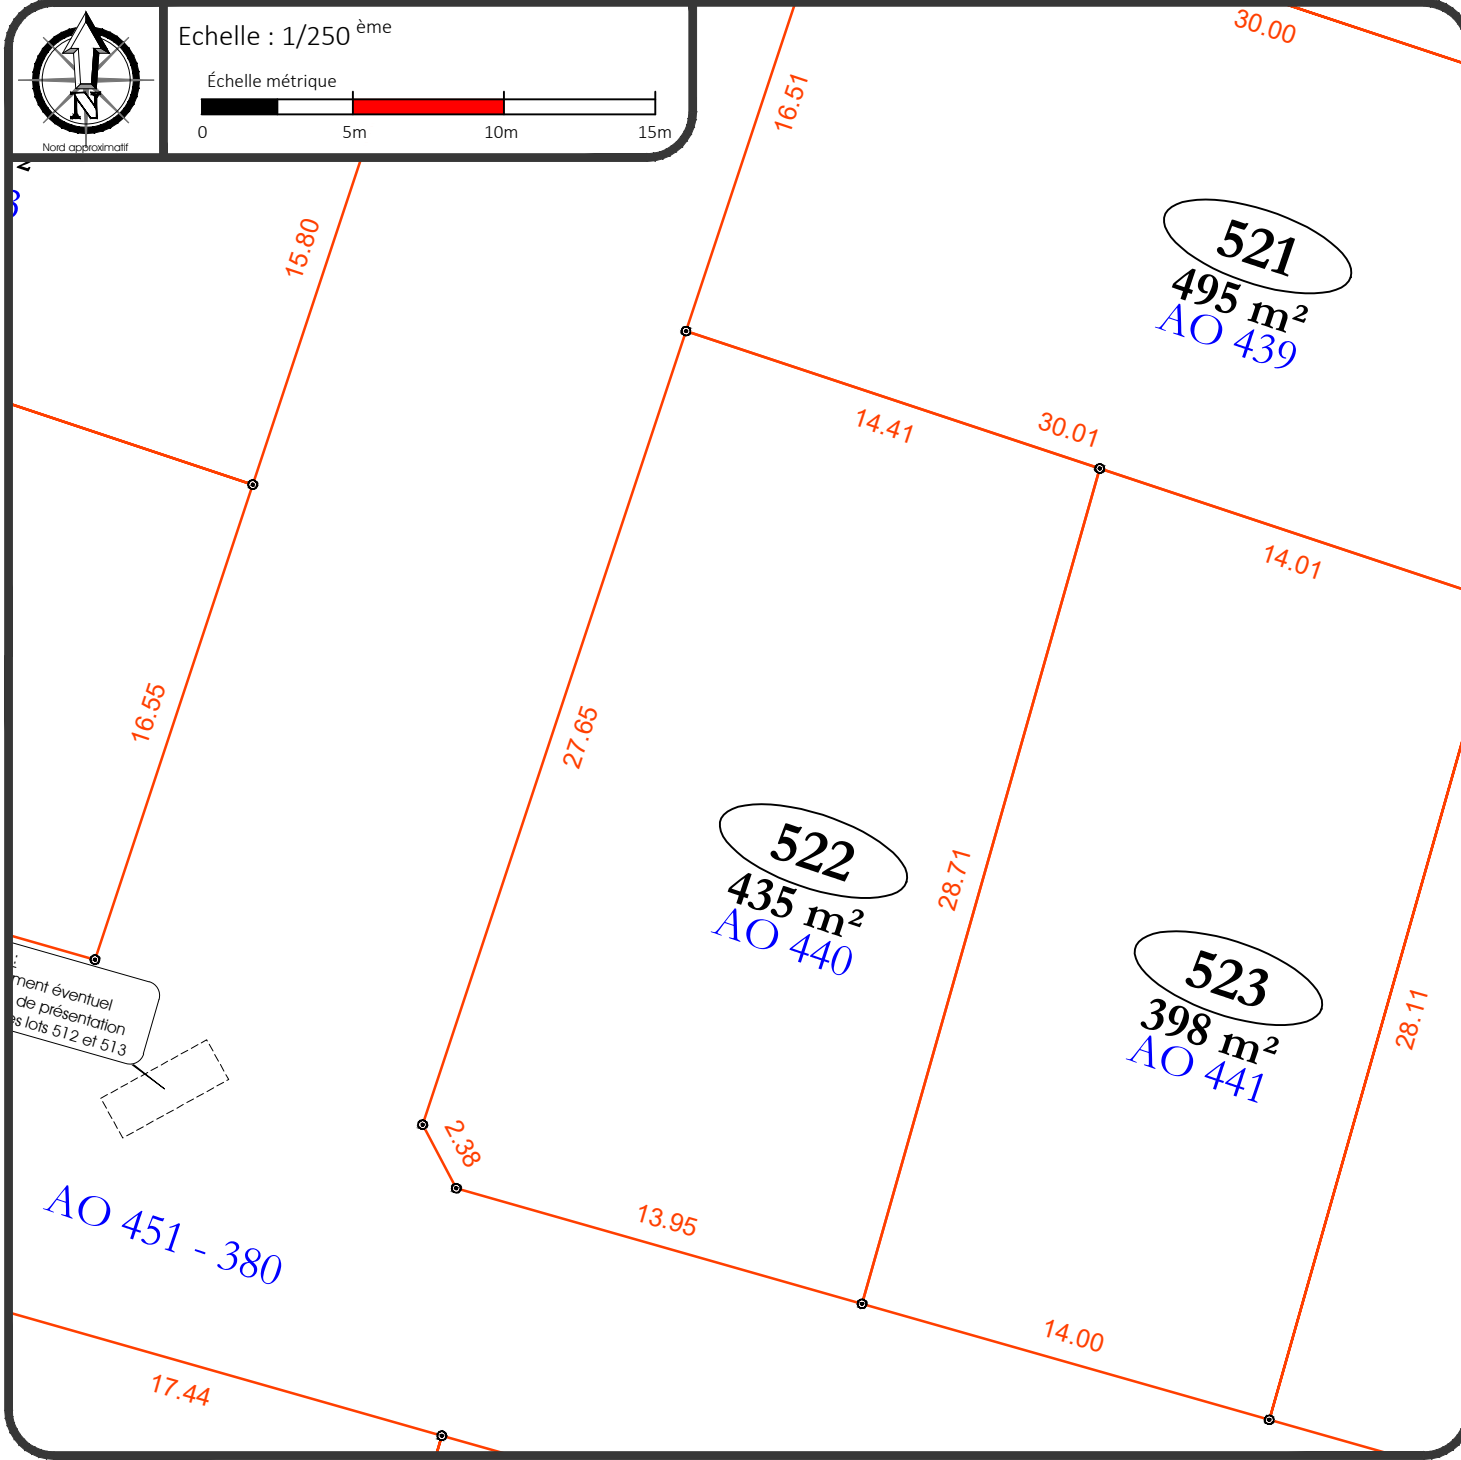 Echelle : 1/250 ème
Échelle métrique
0 5m 10m 15m
N
Nord approximatif
30.00
16.51
15.80
521
495 m²
AO 439
14.41
30.01
14.01
16.55
27.65
522
435 m²
AO 440
28.71
523
398 m²
AO 441
28.11
éventuel
de présentation
lots 512 et 513
2.38
13.95
AO 451 - 380
14.00
17.44